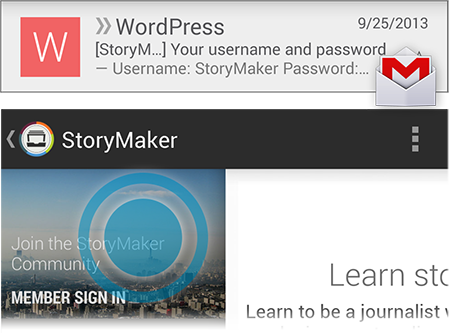 W
WordPress 9/25/2013
[StoryM...] Your username and password
— Username: StoryMaker Password:...
StoryMaker
Join the StoryMaker
Community
MEMBER SIGN IN
Learn sto
Learn to be a journalist